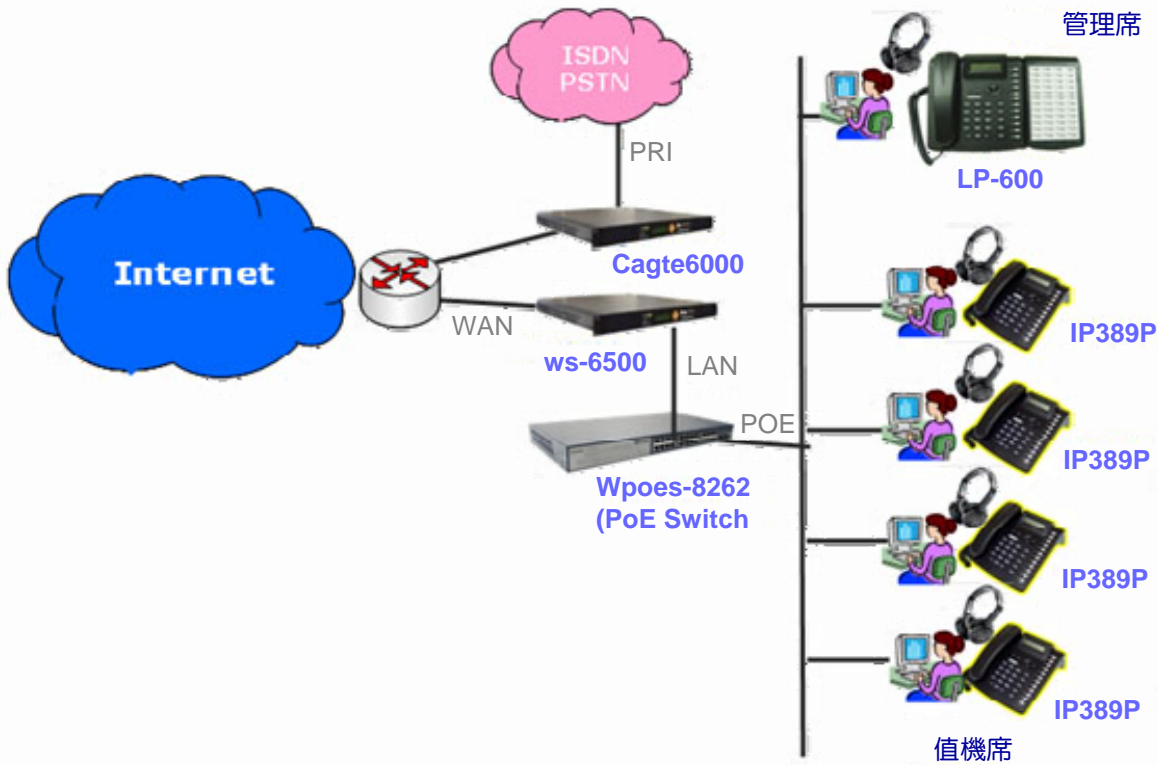 管理席
ISDN
PSTN
PRI
LP-600
Internet
Cagte6000
IP389P
WAN
ws-6500
LAN
POE
IP389P
Wpoes-8262
(PoE Switch
IP389P
IP389P
值機席